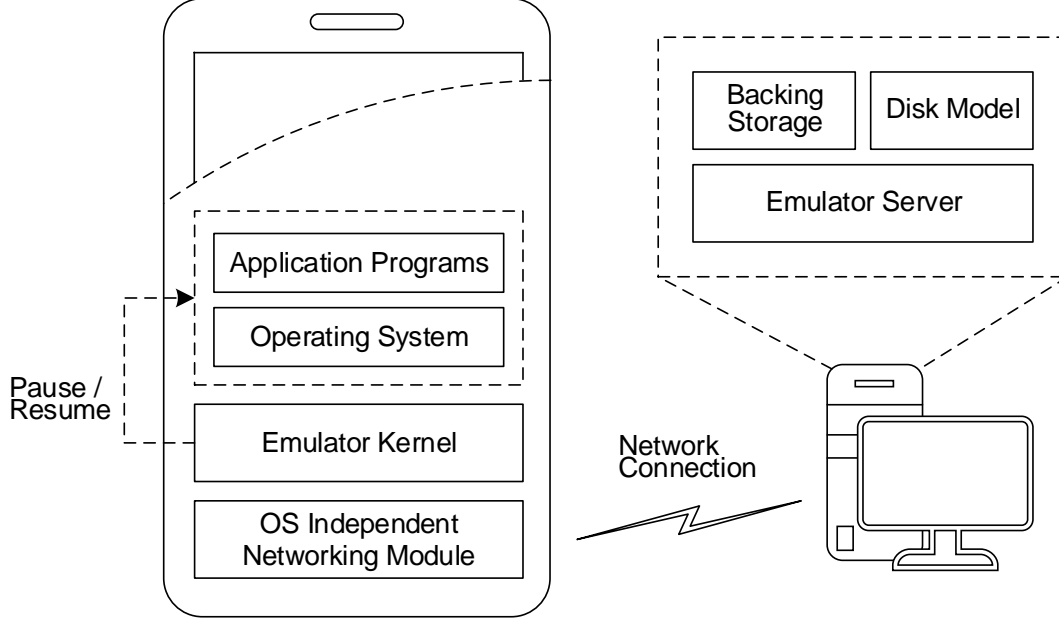 Application Programs
Operating System
Pause /
Resume
Emulator Kernel
OS Independent
Networking Module
Network
Connection
Backing
Storage
Disk Model
Emulator Server